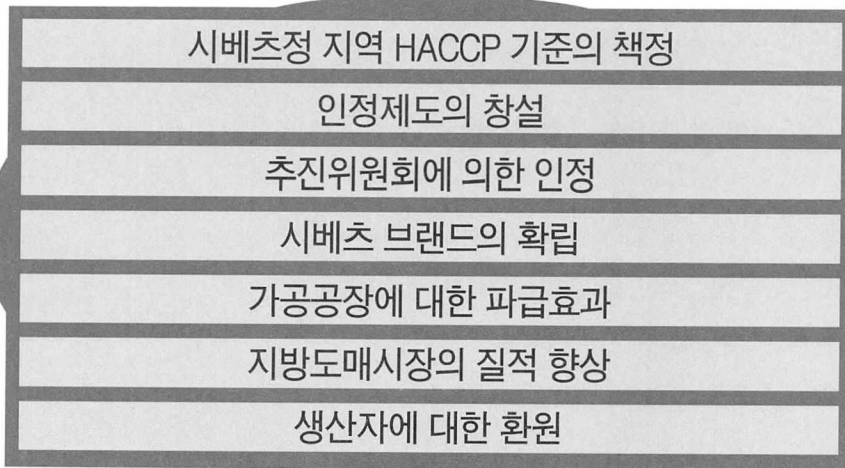 시베츠정 지역 HACCP 기준의 책정
인정제도의 창설
추진위원회에 의한 인정
시베츠 브랜드의 확립
가공공장에 대한 파급효과
지방도매시장의 질적 향상
생산자에 대한 환원